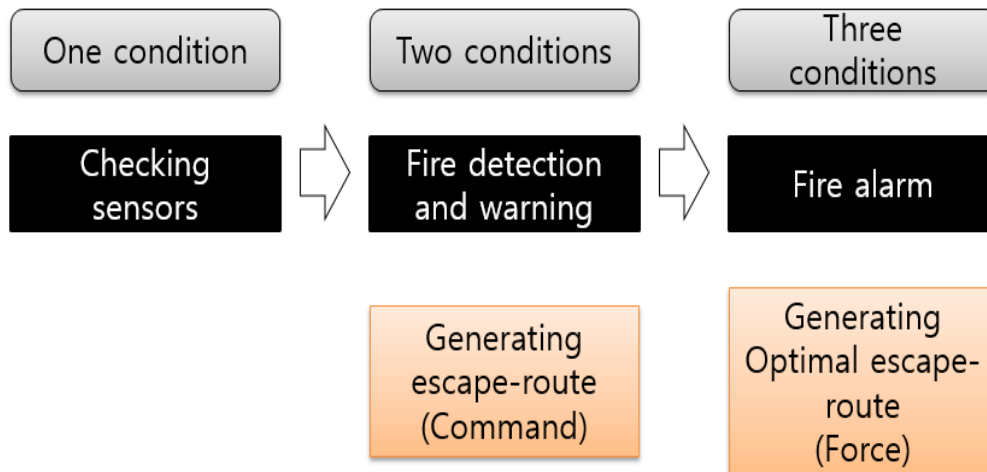 One condition
Two conditions
Three
conditions
Checking
sensors
Fire detection
and warning
Fire alarm
Generating
escape-route
(Command)
Generating
Optimal escape-
route
(Force)